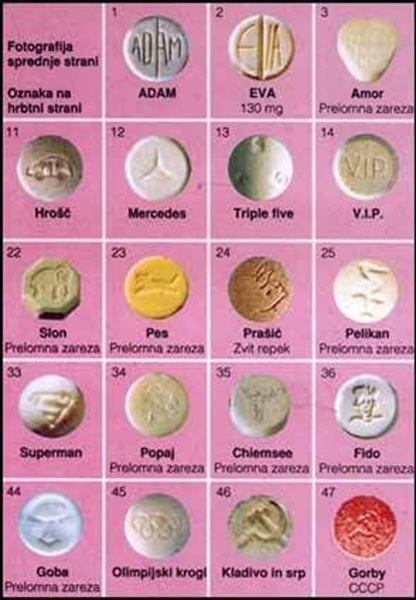 Fotografija
sprednje strani
Oznaka na
hrbtni strani
1
ADAM
ADAM
2
EVA
EVA
130 mg
3
Amor
Prelomna zareza
11
Hrošč
12
Mercedes
13
Triple five
14
VIP
V.I.P.
22
Slon
Prelomna zareza
23
Pes
Prelomna zareza
24
Prašič
Zvit repek
25
Pelikan
Prelomna zareza
33
Superman
34
Popaj
Prelomna zareza
35
Chiemsee
Prelomna zareza
36
Fido
Prelomna zareza
44
Goba
Prelomna zareza
45
Olimpijski krogi
46
Kladivo in srp
47
Gorby
CCCP